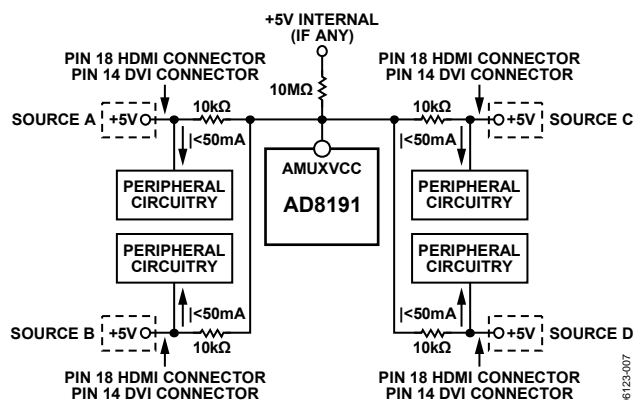 +5V INTERNAL
(IF ANY)
PIN 18 HDMI CONNECTOR
PIN 14 DVI CONNECTOR
PIN 18 HDMI CONNECTOR
PIN 14 DVI CONNECTOR
10MΩ
SOURCE A
+5V
10kΩ
10kΩ
+5V
SOURCE C
I<50mA
I<50mA
AMUXVCC
AD8191
PERIPHERAL
CIRCUITRY
PERIPHERAL
CIRCUITRY
PERIPHERAL
CIRCUITRY
PERIPHERAL
CIRCUITRY
I<50mA
I<50mA
SOURCE B
+5V
10kΩ
10kΩ
+5V
SOURCE D
PIN 18 HDMI CONNECTOR
PIN 14 DVI CONNECTOR
PIN 18 HDMI CONNECTOR
PIN 14 DVI CONNECTOR
6123-007